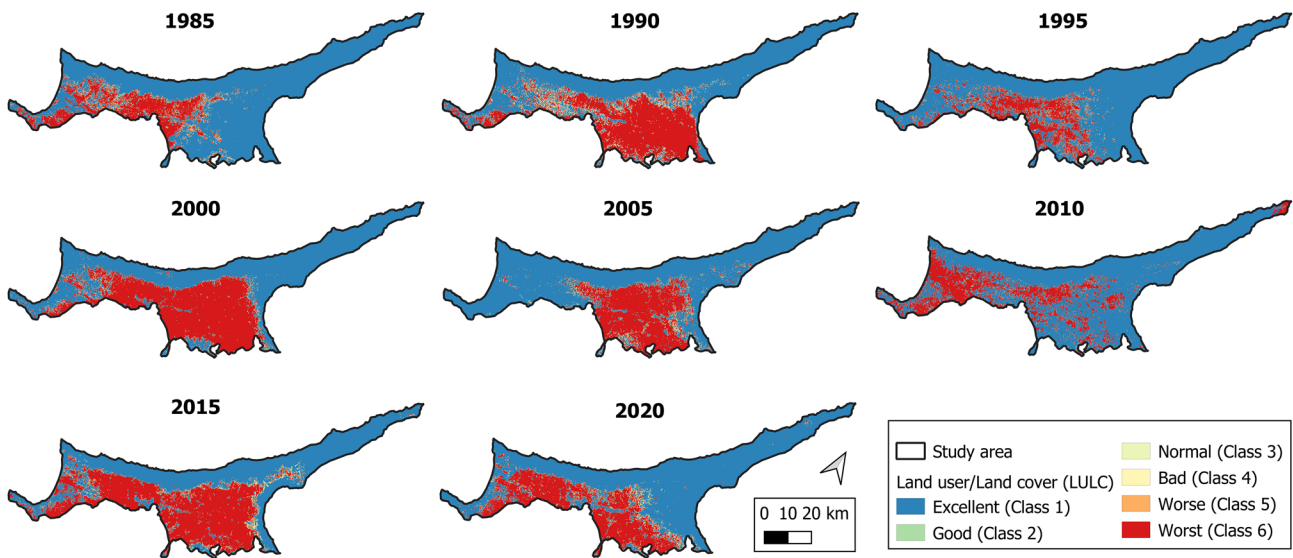 1985
1990
1995
2000
2005
2010
2015
2020
0 10 20 km
Study area
Land user/Land cover (LULC)
Excellent (Class 1)
Good (Class 2)
Normal (Class 3)
Bad (Class 4)
Worse (Class 5)
Worst (Class 6)